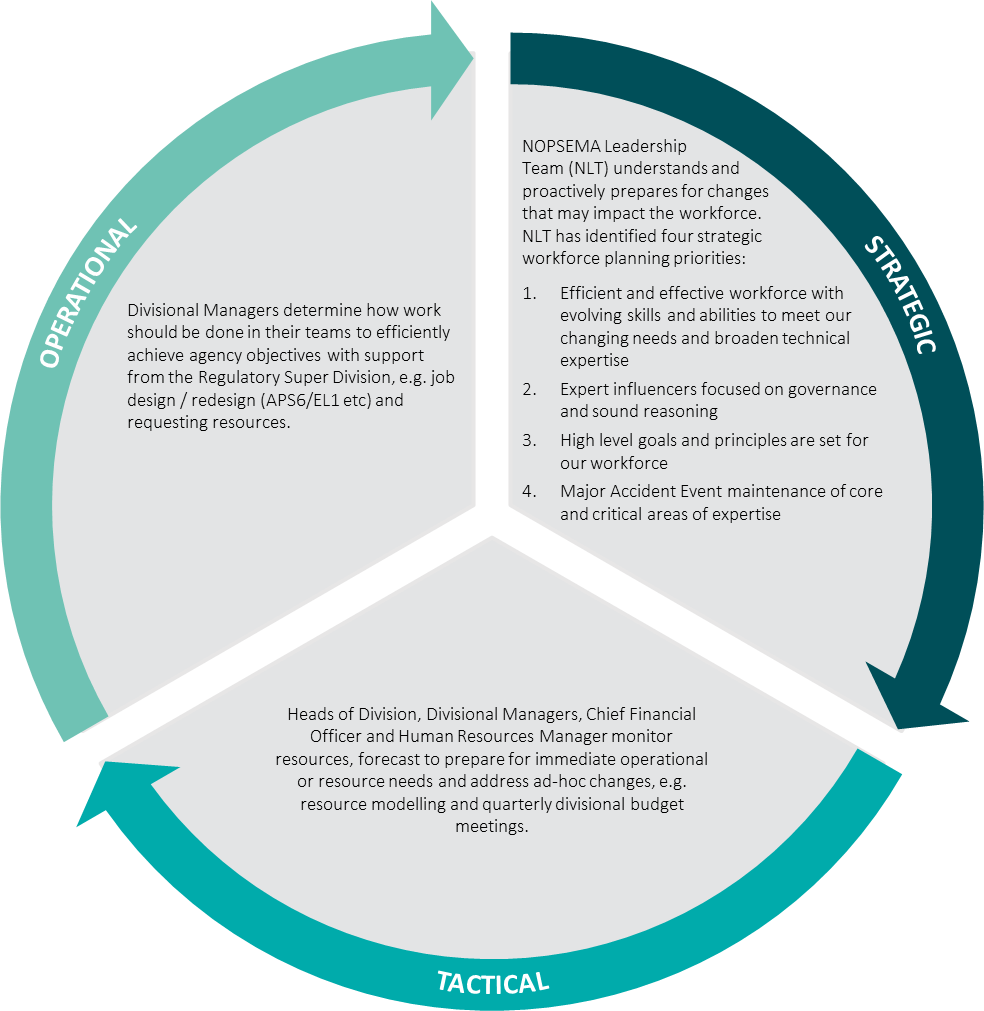 STRATEGIC
NOPSEMA Leadership
Team (NLT) understands and
proactively prepares for changes
that may impact the workforce.
NLT has identified four strategic
workforce planning priorities:
1. Efficient and effective workforce with
evolving skills and abilities to meet our
changing needs and broaden technical
expertise
2. Expert influencers focused on governance
and sound reasoning
3. High level goals and principles are set for
our workforce
4. Major Accident Event maintenance of core
and critical areas of expertise
TACTICAL
Heads of Division, Divisional Managers, Chief Financial
Officer and Human Resources Manager monitor
resources, forecast to prepare for immediate operational
or resource needs and address ad-hoc changes, e.g.
resource modelling and quarterly divisional budget
meetings.
OPERATIONAL
Divisional Managers determine how work
should be done in their teams to efficiently
achieve agency objectives with support
from the Regulatory Super Division, e.g. job
design / redesign (APS6/EL1 etc) and
requesting resources.